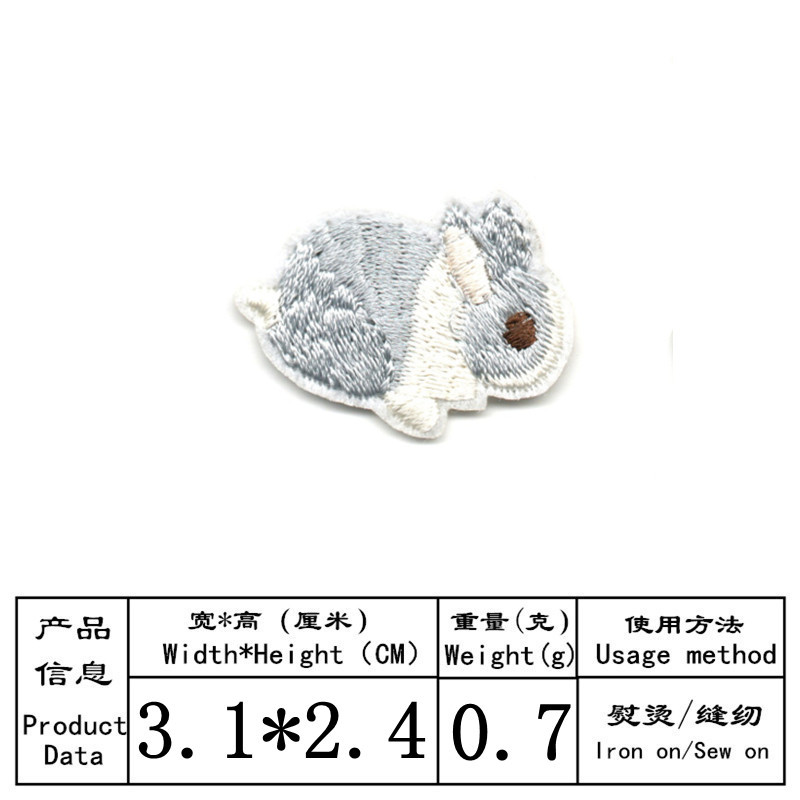 产品
信息
Product
Data
宽*高 (厘米)
Width*Height (CM)
重量(克)
Weight(g)
使用方法
Usage method
3.1*2.4
0.7
熨烫/缝纫
Iron on/Sew on